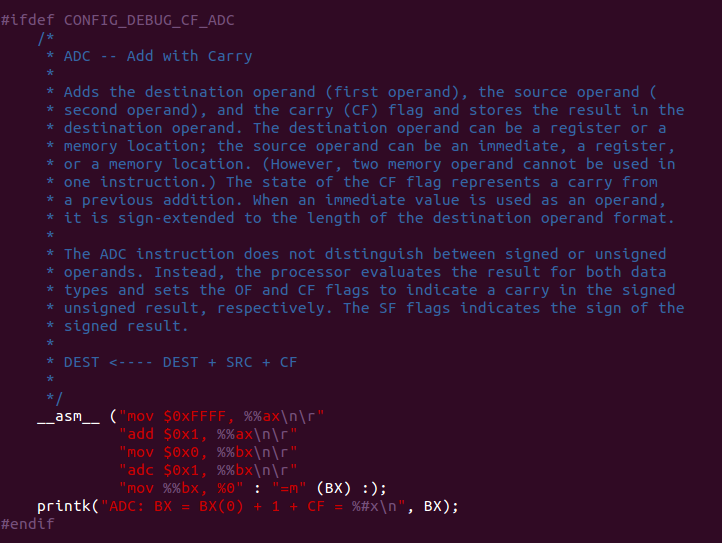 #ifdef CONFIG_DEBUG_CF_ADC
/*
* ADC -- Add with Carry
*
* Adds the destination operand (first operand), the source operand (
* second operand), and the carry (CF) flag and stores the result in the
* destination operand. The destination operand can be a register or a
* memory location; the source operand can be an immediate, a register,
* or a memory location. (However, two memory operand cannot be used in
* one instruction.) The state of the CF flag represents a carry from
* a previous addition. When an immediate value is used as an operand,
* it is sign-extended to the length of the destination operand format.
*
* The ADC instruction does not distinguish between signed or unsigned
* operands. Instead, the processor evaluates the result for both data
* types and sets the OF and CF flags to indicate a carry in the signed
* unsigned result, respectively. The SF flags indicates the sign of the
* signed result.
*
* DEST <---- DEST + SRC + CF
*
*/
__asm__ ("mov $0xFFFF, %%ax\n\r"
"add $0x1, %%ax\n\r"
"mov $0x0, %%bx\n\r"
"adc $0x1, %%bx\n\r"
"mov %%bx, %0" : "=m" (BX) :);
printk("ADC: BX = BX(0) + 1 + CF = %#x\n", BX);
#endif